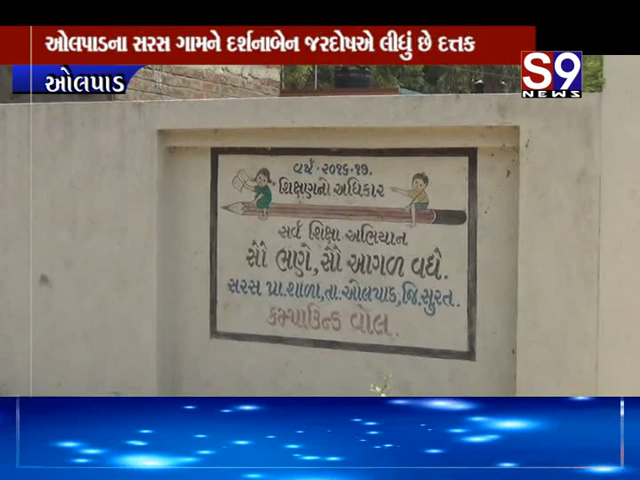 ઓલપાડના સરસ ગામને દર્શનાબેન જરદોષએ લીધું છે દત્તક
ઓલપાડ
S9
NEWS
વર્ષ-૨૦૧૬-૧૭.
શિક્ષણનો અધિકાર
સર્વ શિક્ષા અભિયાન
સૌ ભણે, સૌ આગળ વધે.
સરસ પ્રા.શાળા,તા.ઓલપાડ,જિ.સુરત.
કમ્પાઉન્ડ વોલ.